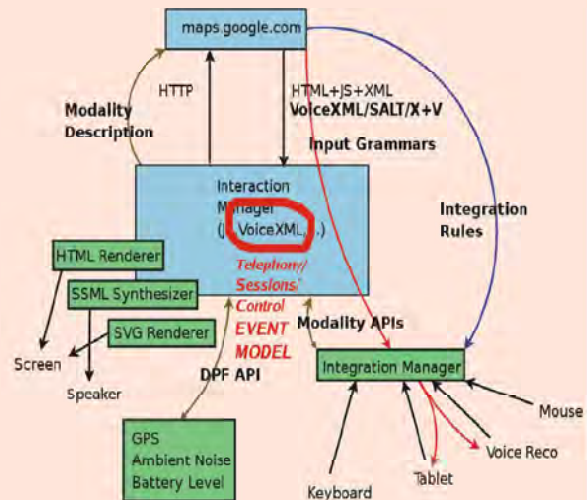 maps.google.com
HTTP
HTML+JS+XML
VoiceXML/SALT/X+V
Modality
Description
Input Grammars
Interaction
Manager
VoiceXML,
Integration
Rules
HTML Renderer
Telephony/
Sessions/
SSML Synthesizer
Control
EVENT
Modality APIs
SVG Renderer
MODEL
Screen
DPF API
Integration Manager
Speaker
Mouse
GPS
Ambient Noise
Battery Level
Voice Reco
Tablet
Keyboard